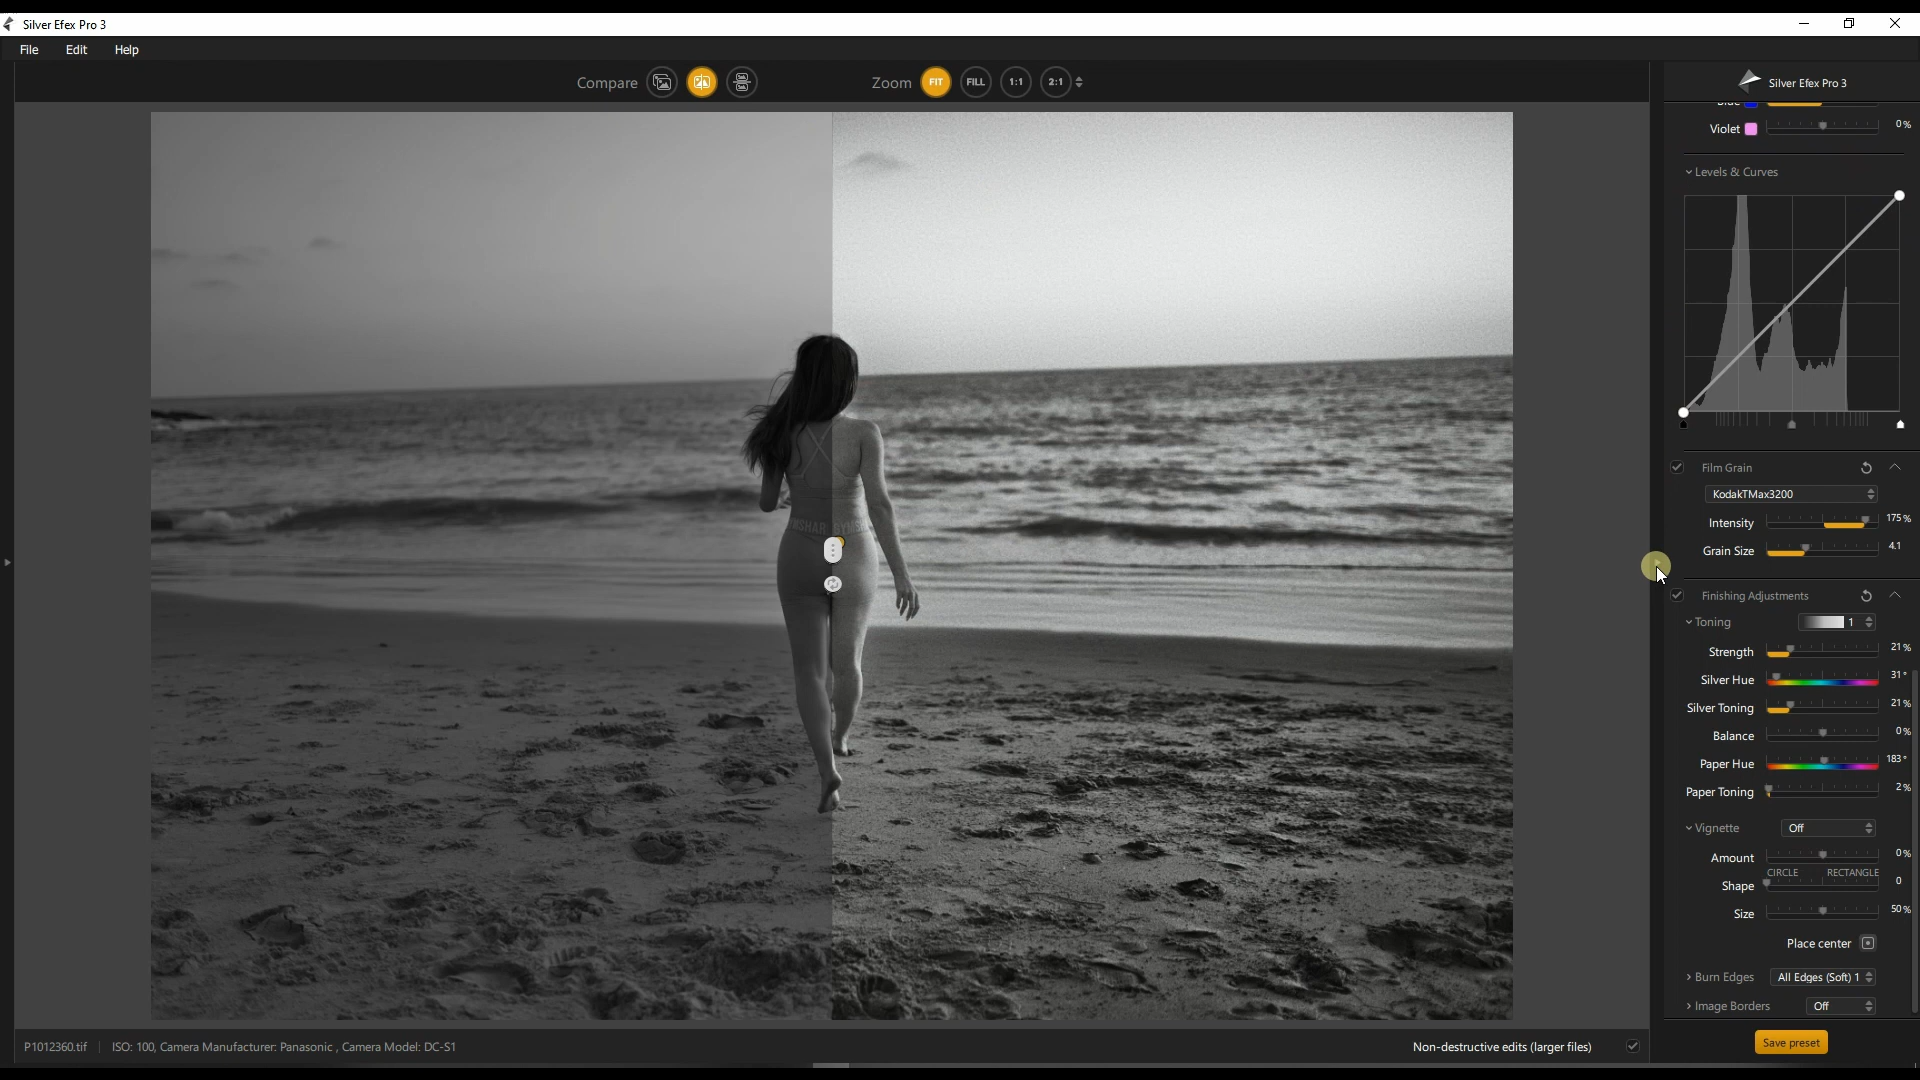 Silver Efex Pro 3
File Edit Help
Compare Zoom FIT FILL 1:1 2:1
Silver Efex Pro 3
Blue
Violet 0%
Levels & Curves
Film Grain
KodakTMax3200
Intensity 175%
Grain Size 4.1
Finishing Adjustments
Toning 1
Strength 21%
Silver Hue 31°
Silver Toning 21%
Balance 0%
Paper Hue 183°
Paper Toning 2%
Vignette Off
Amount 0%
CIRCLE RECTANGLE
Shape 0
Size 50%
Place center
Burn Edges All Edges (Soft) 1
Image Borders Off
P1012360.tif ISO: 100, Camera Manufacturer: Panasonic , Camera Model: DC-S1 Non-destructive edits (larger files) Save preset